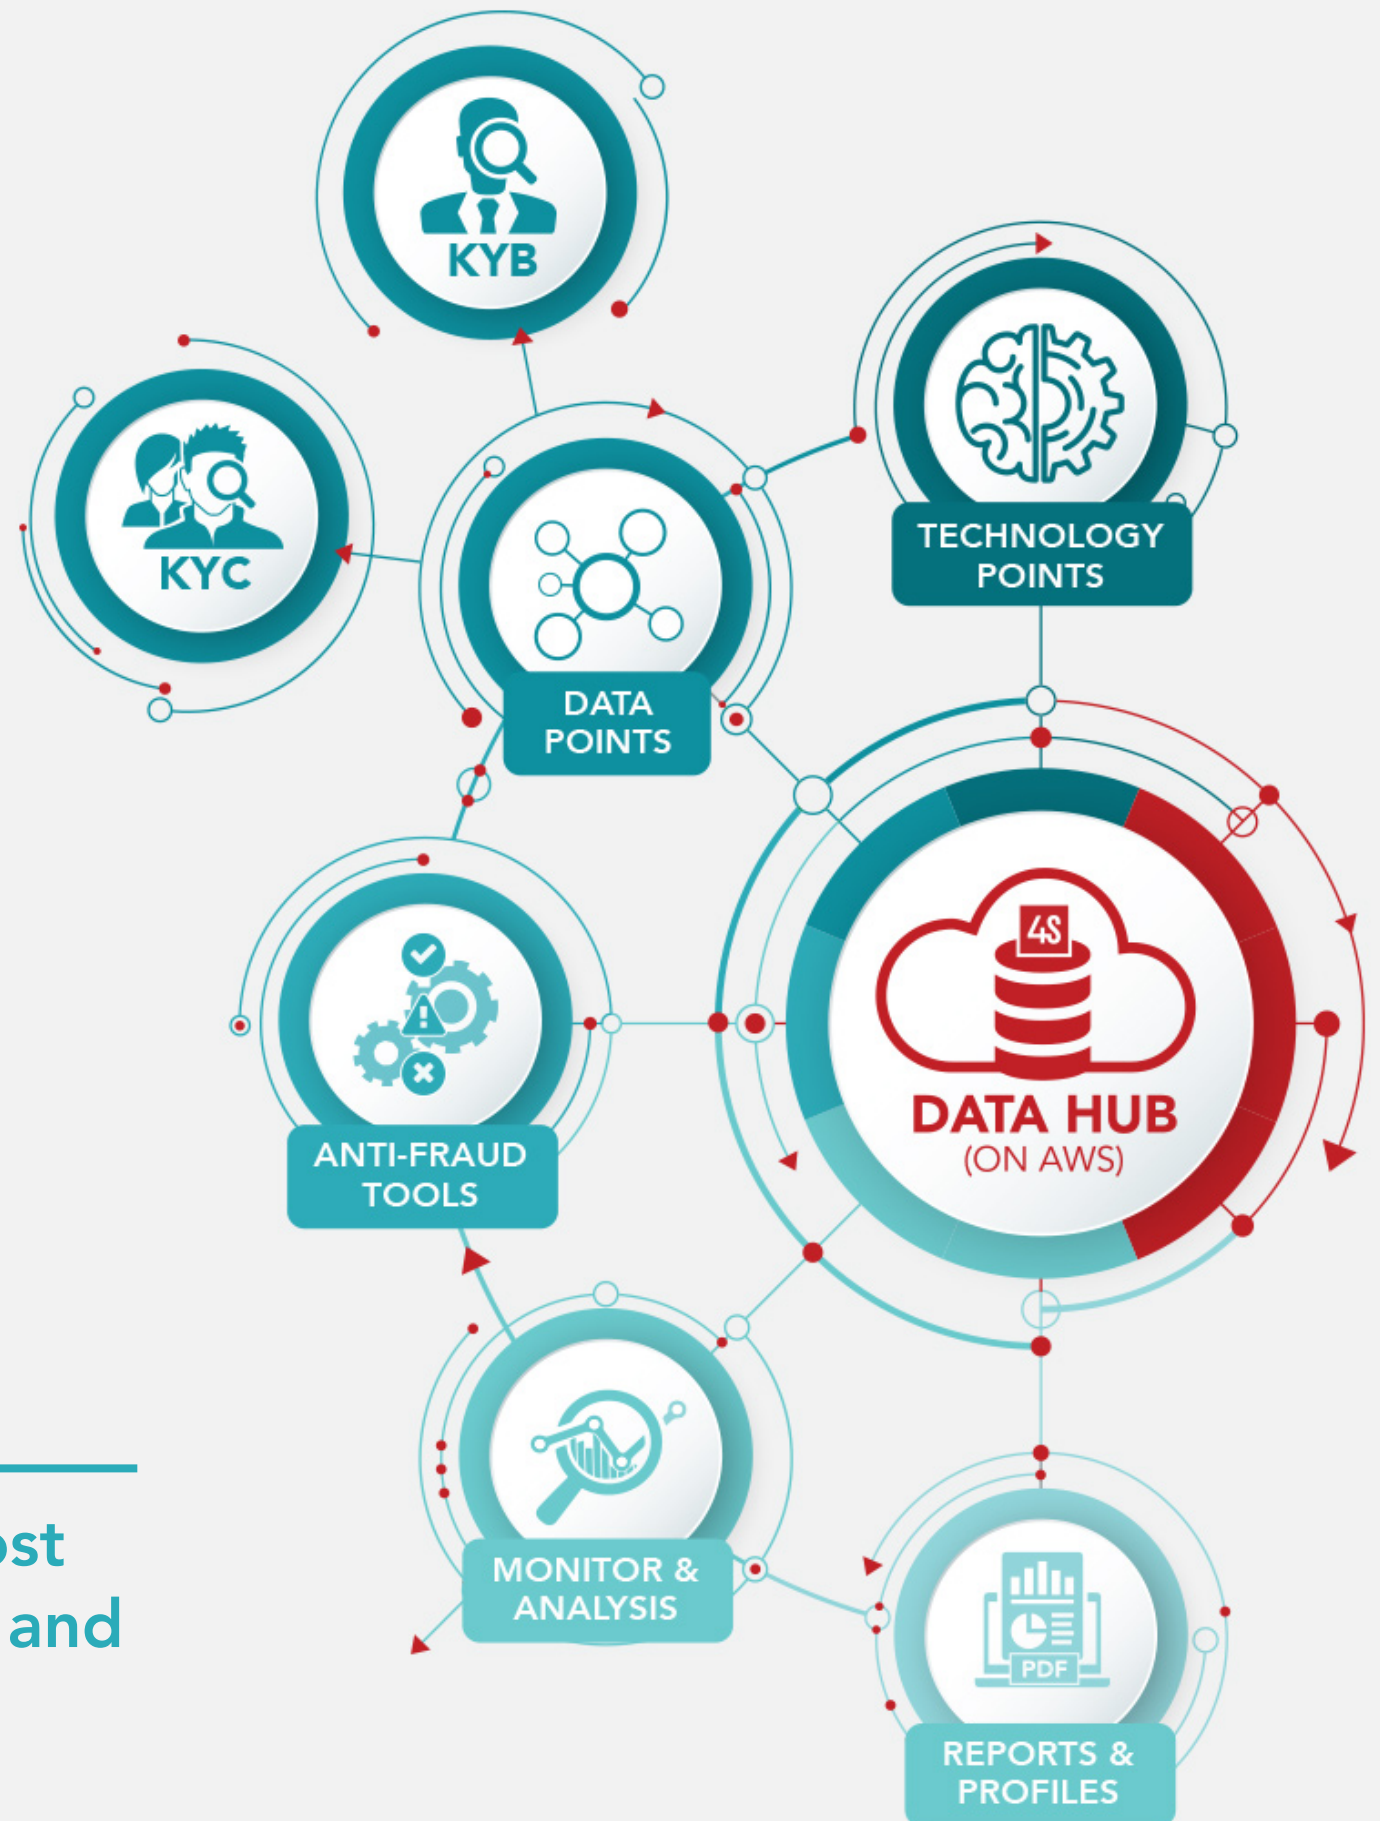 KYB
KYC
TECHNOLOGY
POINTS
DATA
POINTS
4S
DATA HUB
(ON AWS)
ANTI-FRAUD
TOOLS
MONITOR &
ANALYSIS
PDF
REPORTS &
PROFILES
and